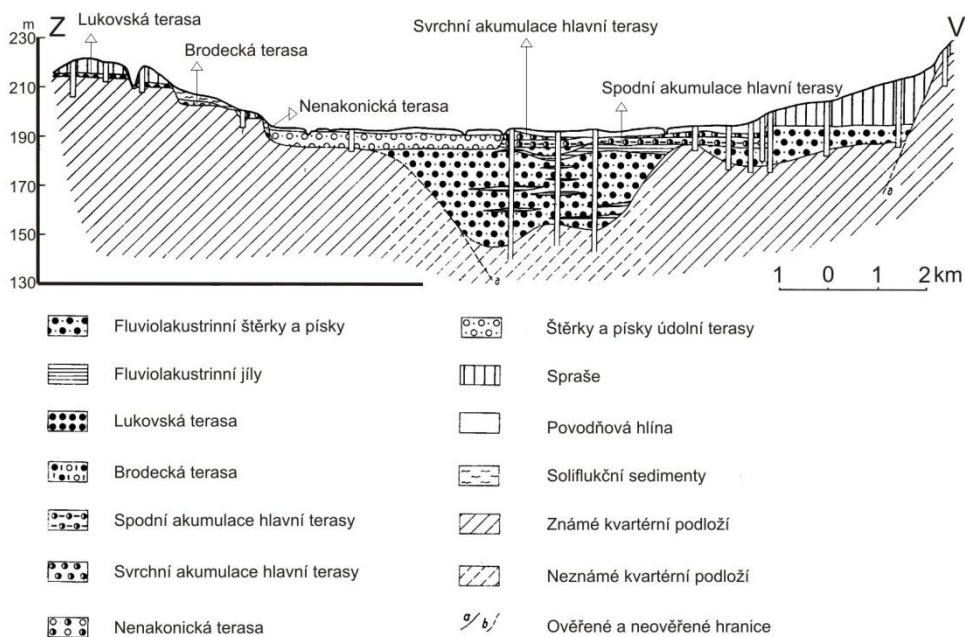 m
Z
V
Lukovská terasa
Brodecká terasa
Nenakonická terasa
Svrchní akumulace hlavní terasy
Spodní akumulace hlavní terasy
230
210
190
170
150
130
a
a
1 0 1 2 km
Fluviolakustrinní štěrky a písky
Fluviolakustrinní jíly
Lukovská terasa
Brodecká terasa
Spodní akumulace hlavní terasy
Svrchní akumulace hlavní terasy
Nenakonická terasa
Štěrky a písky údolní terasy
Spraše
Povodňová hlína
Soliflukční sedimenty
Známé kvartérní podloží
Neznámé kvartérní podloží
a/b/ Ověřené a neověřené hranice